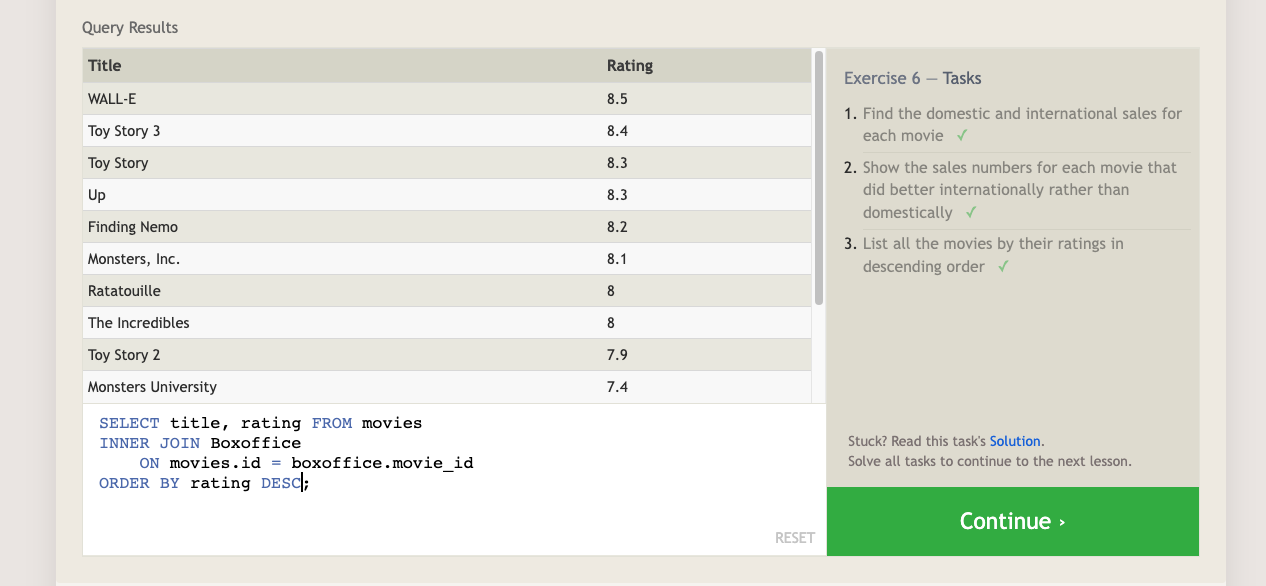 Query Results
Title Rating
WALL-E 8.5
Toy Story 3 8.4
Toy Story 8.3
Up 8.3
Finding Nemo 8.2
Monsters, Inc. 8.1
Ratatouille 8
The Incredibles 8
Toy Story 2 7.9
Monsters University 7.4
SELECT title, rating FROM movies
INNER JOIN Boxoffice
    ON movies.id = boxoffice.movie_id
ORDER BY rating DESC;
RESET
Exercise 6 — Tasks
1. Find the domestic and international sales for
each movie ✓
2. Show the sales numbers for each movie that
did better internationally rather than
domestically ✓
3. List all the movies by their ratings in
descending order ✓
Stuck? Read this task's Solution.
Solve all tasks to continue to the next lesson.
Continue ›